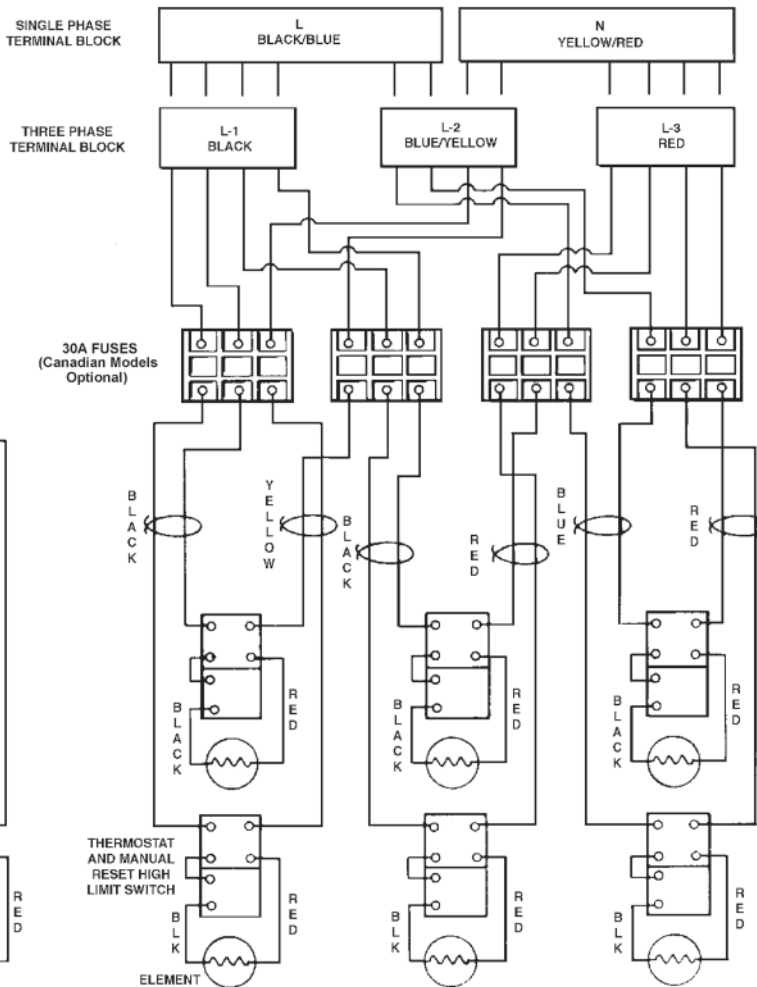 SINGLE PHASE
TERMINAL BLOCK
L
BLACK/BLUE
N
YELLOW/RED
THREE PHASE
TERMINAL BLOCK
L-1
BLACK
L-2
BLUE/YELLOW
L-3
RED
30A FUSES
(Canadian Models
Optional)
BLACK
YELLOW
BLACK
RED
BLUE
RED
BLACK
RED
BLACK
RED
BLACK
RED
THERMOSTAT
AND MANUAL
RESET HIGH
LIMIT SWITCH
RED
BLK
RED
BLK
RED
BLK
RED
ELEMENT